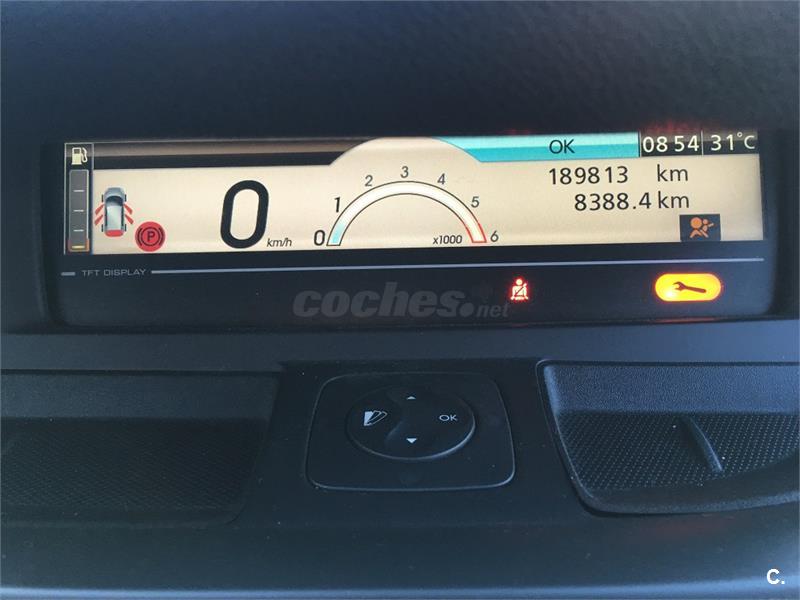 OK
08 54
31°C
189813 km
8388.4 km
0 km/h
0 1 2 3 4 5 6
x1000
P
TFT DISPLAY
coches.net
OK
C.